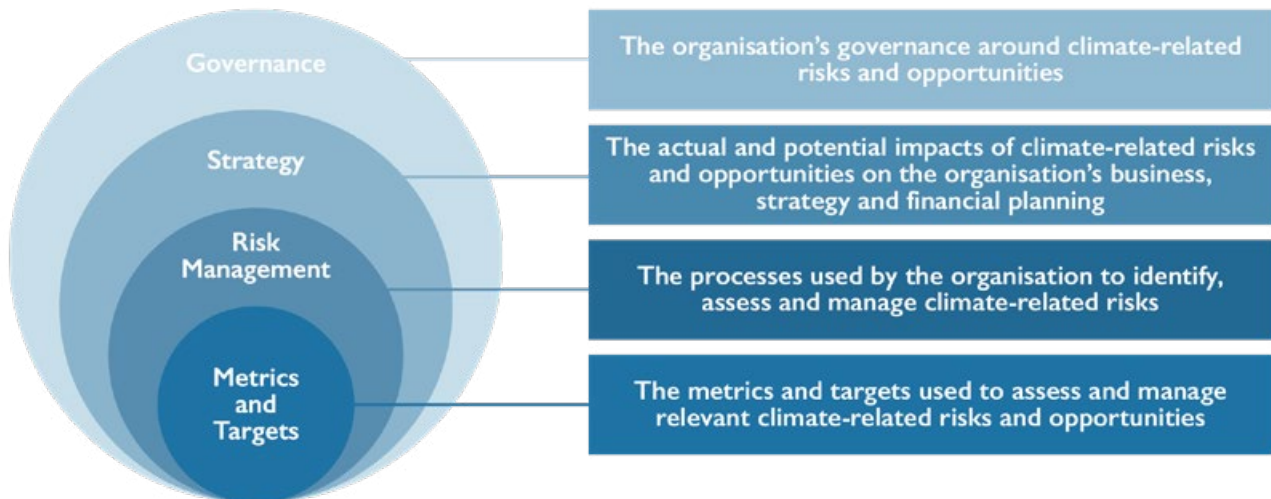 Governance
The organisation's governance around climate-related
risks and opportunities
Strategy
The actual and potential impacts of climate-related risks
and opportunities on the organisation's business,
strategy and financial planning
Risk
Management
The processes used by the organisation to identify,
assess and manage climate-related risks
Metrics
and
Targets
The metrics and targets used to assess and manage
relevant climate-related risks and opportunities